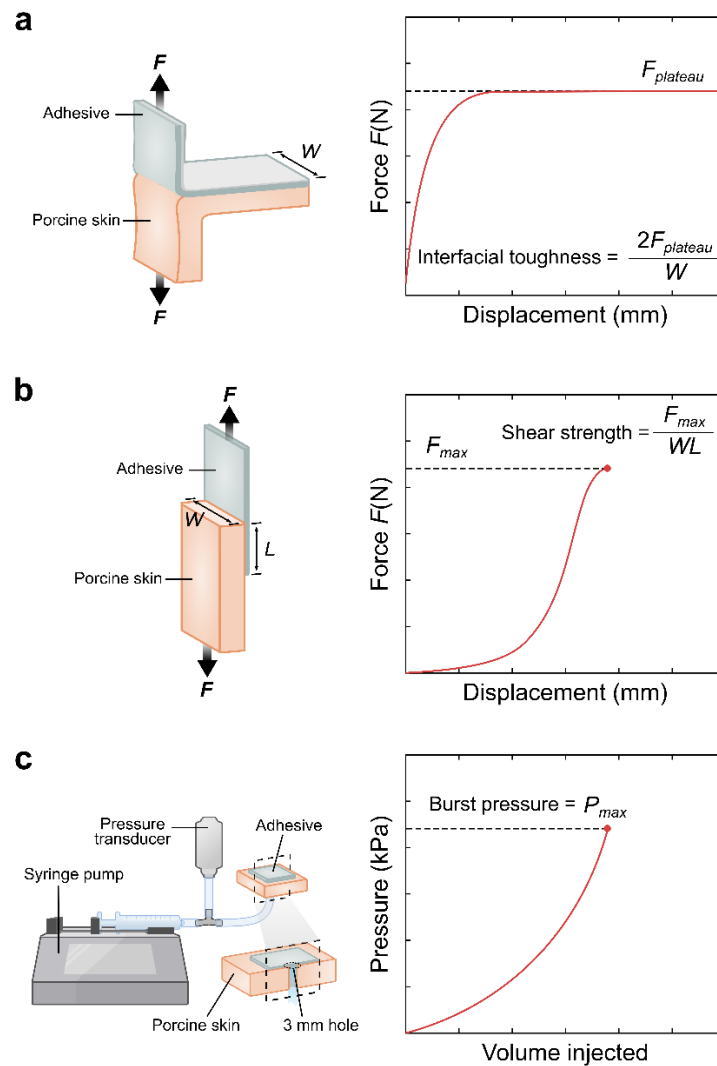 a
F
Adhesive
W
Porcine skin
F
Force F(N)
F_plateau
Interfacial toughness = 2F_plateau / W
Displacement (mm)
b
F
Adhesive
W
L
Porcine skin
F
Force F(N)
F_max
Shear strength = F_max / WL
Displacement (mm)
c
Pressure
transducer
Adhesive
Syringe pump
Porcine skin
3 mm hole
Pressure (kPa)
Burst pressure = P_max
Volume injected